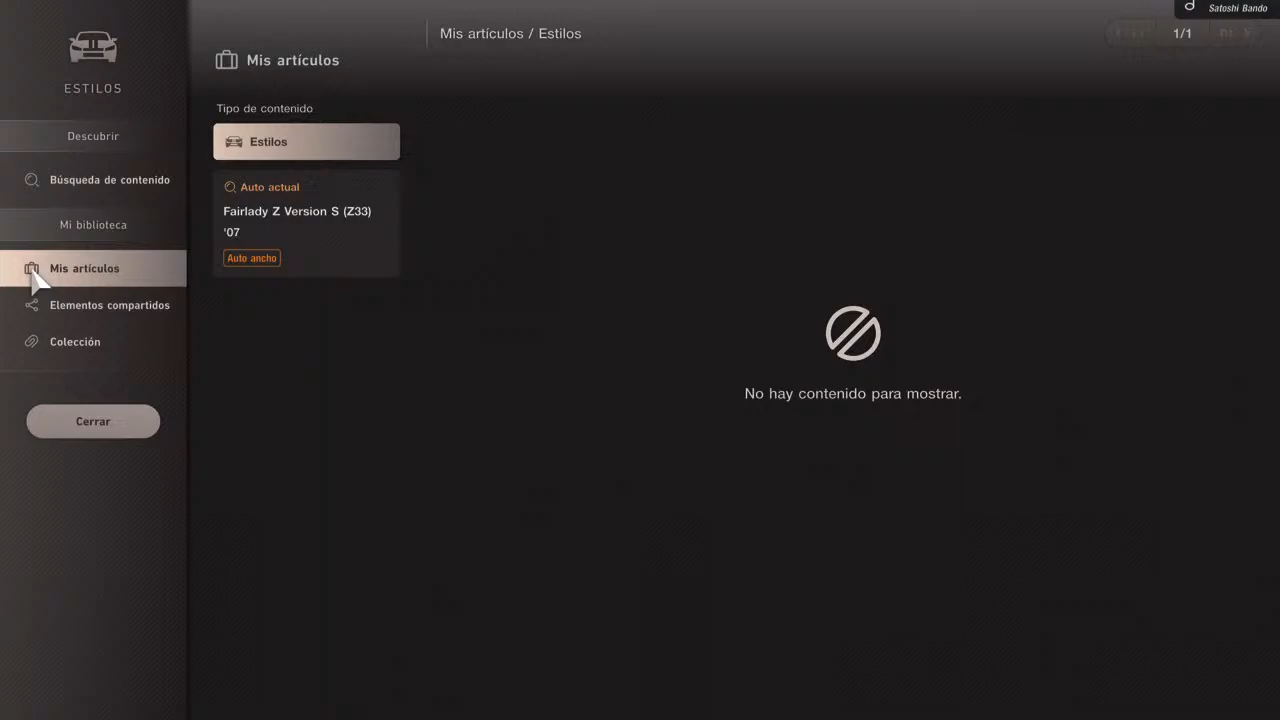 Satoshi Bando
ESTILOS
Descubrir
Búsqueda de contenido
Mi biblioteca
Mis artículos
Elementos compartidos
Colección
Cerrar
Mis artículos
Tipo de contenido
Estilos
Auto actual
Fairlady Z Version S (Z33)
'07
Auto ancho
Mis artículos / Estilos
1/1
No hay contenido para mostrar.